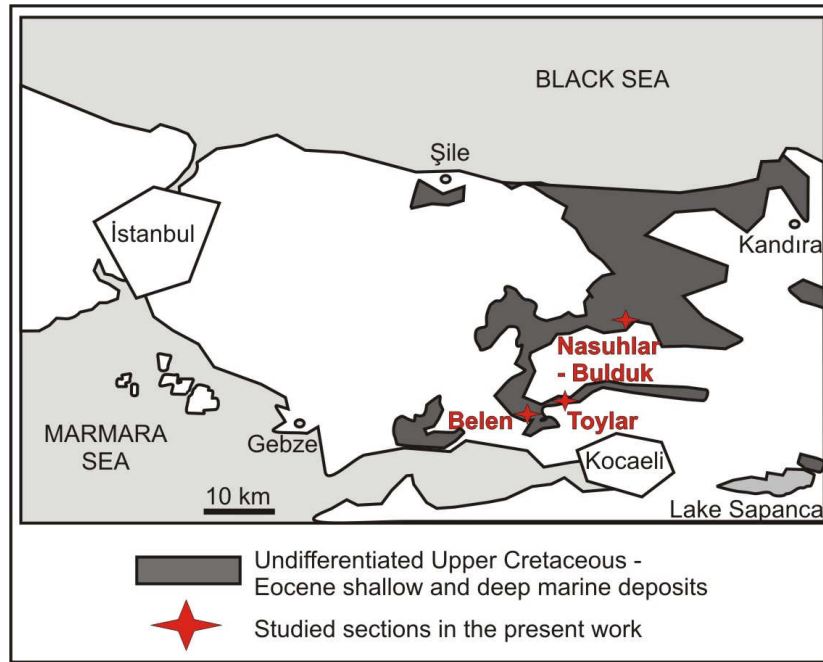 BLACK SEA
Şile
İstanbul
Kandıra
Nasuhlar
- Bulduk
Belen
Toylar
MARMARA
SEA
Gebze
Kocaeli
10 km
Lake Sapanca
Undifferentiated Upper Cretaceous -
Eocene shallow and deep marine deposits
Studied sections in the present work